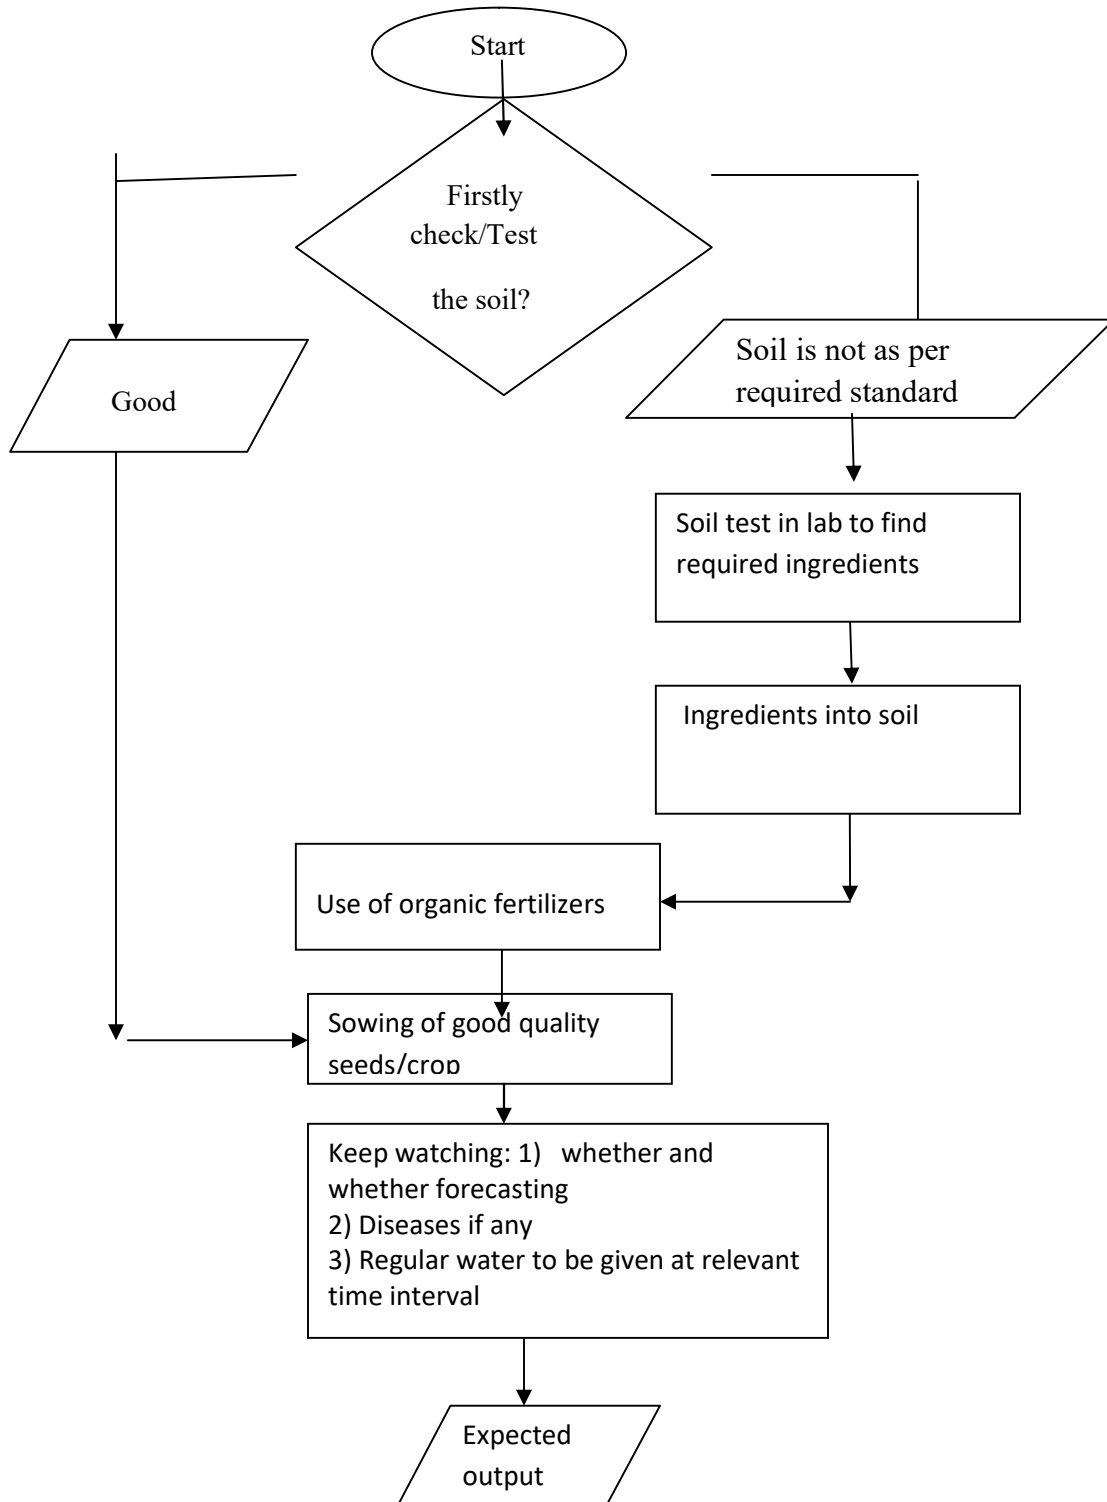 Start
Firstly
check/Test
the soil?
Good
Soil is not as per
required standard
Soil test in lab to find
required ingredients
Ingredients into soil
Use of organic fertilizers
Sowing of good quality
seeds/crop
Keep watching: 1) whether and
whether forecasting
2) Diseases if any
3) Regular water to be given at relevant
time interval
Expected
output